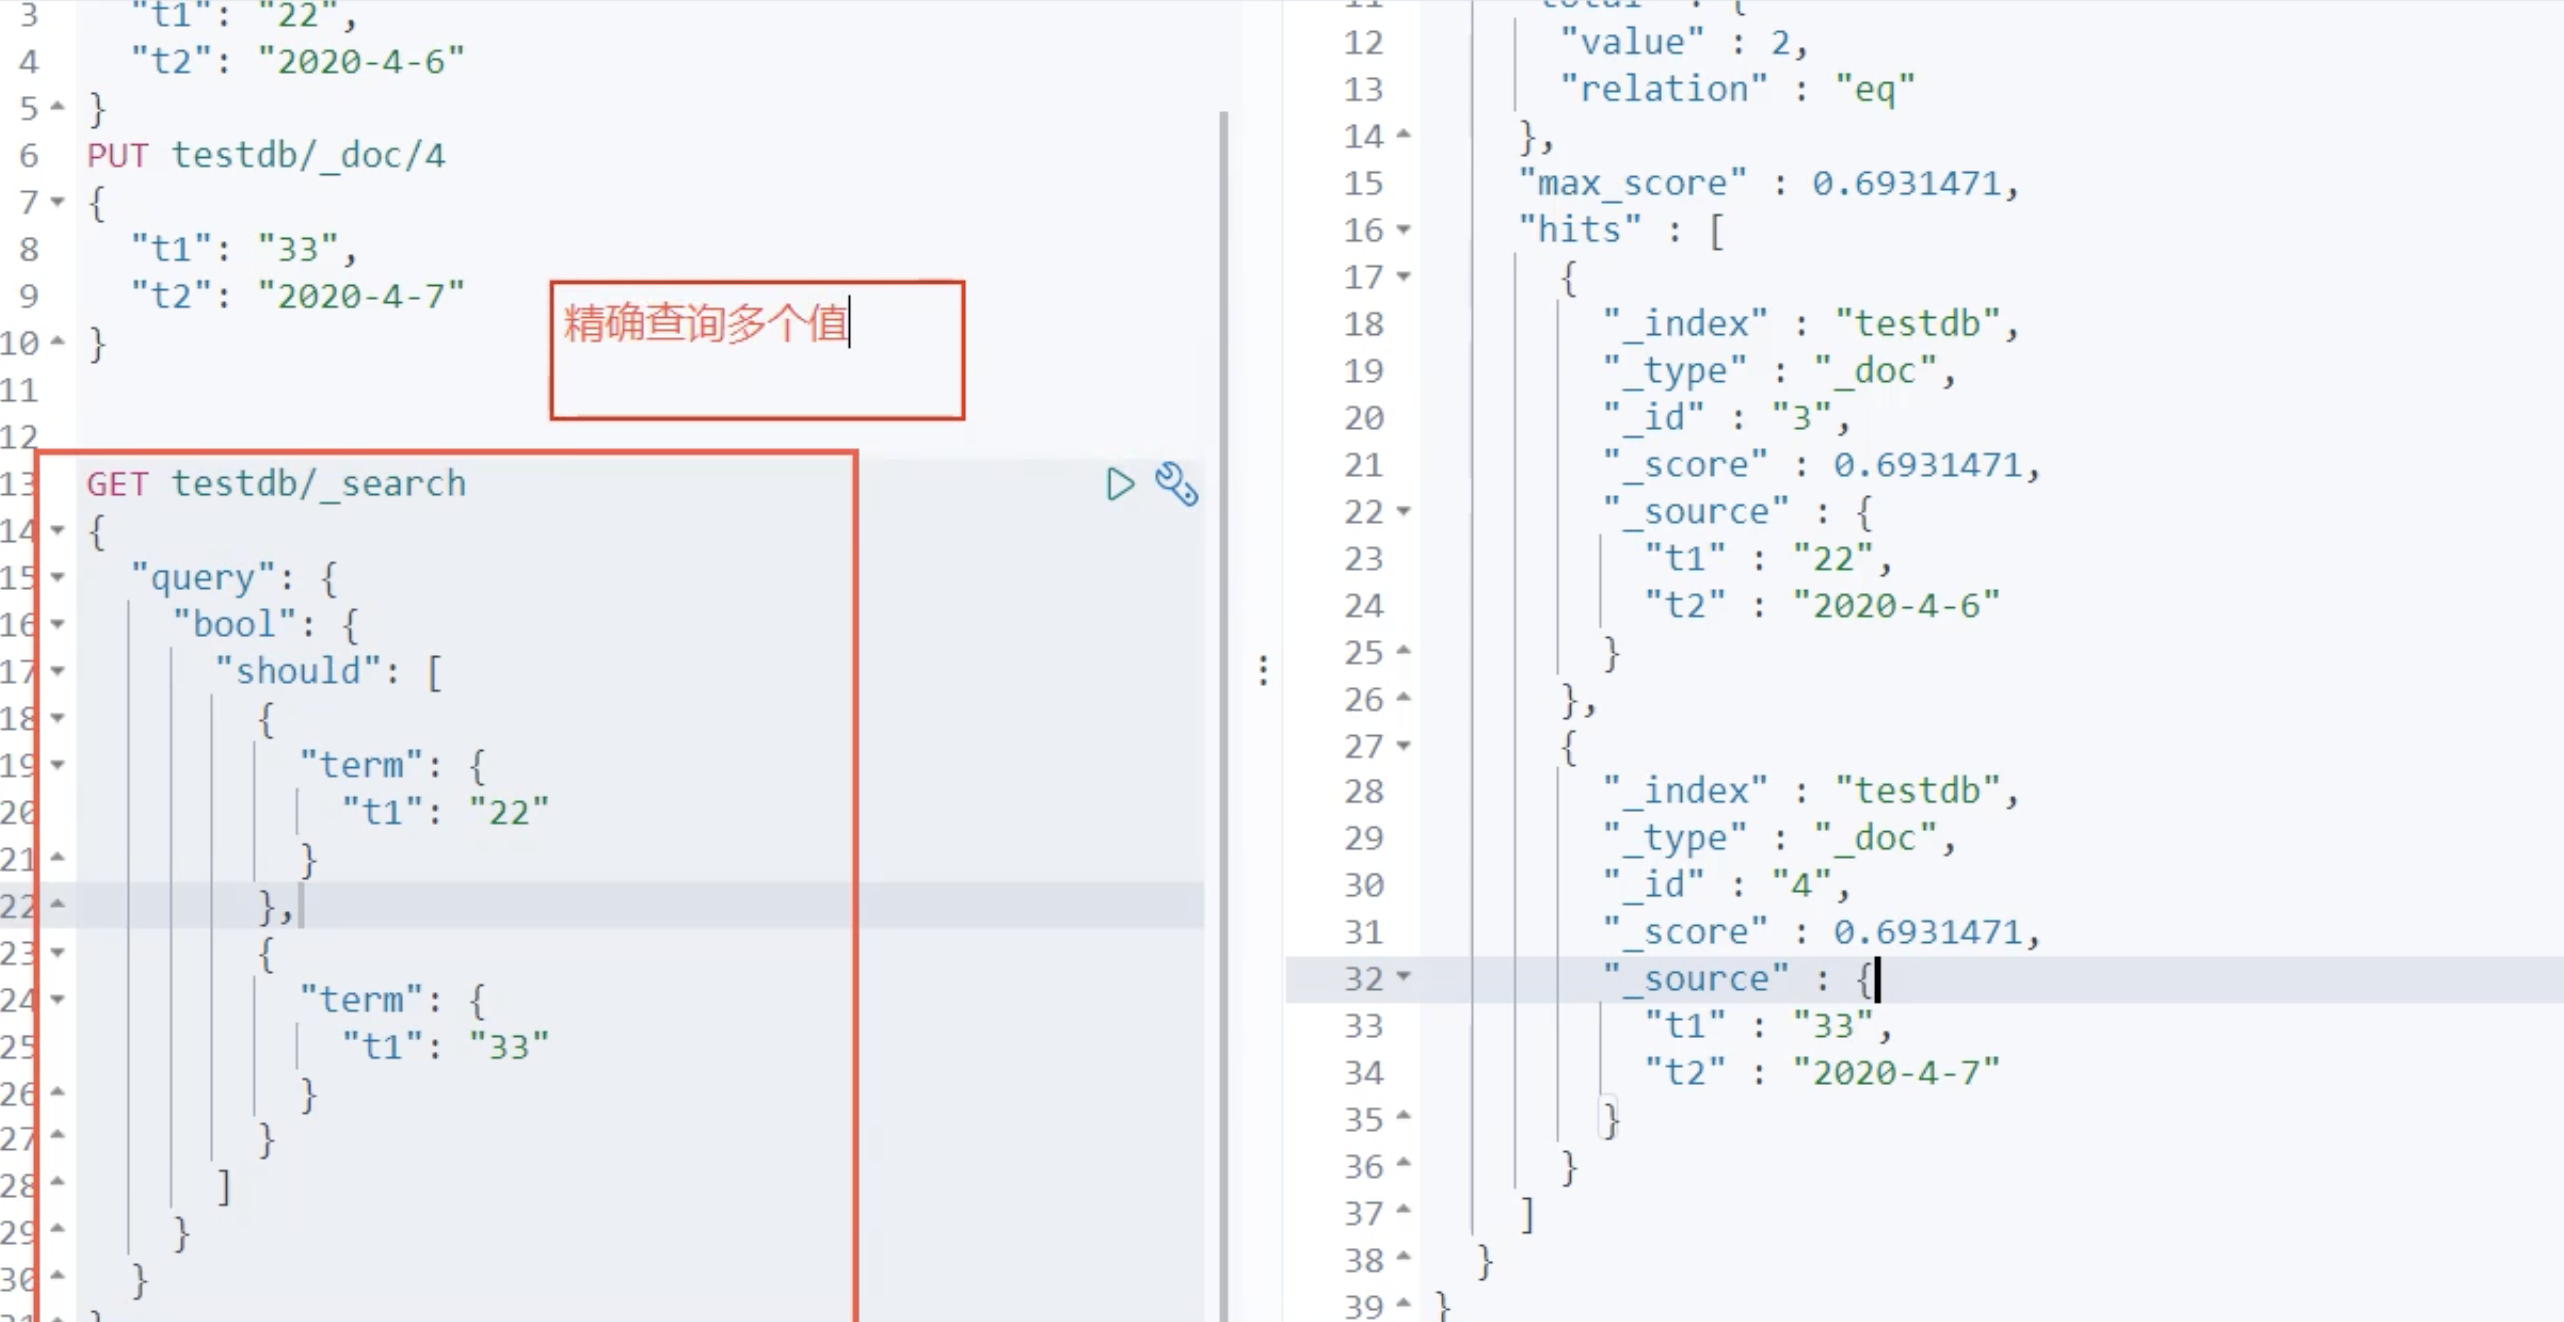 3 "t1": "22",
4 "t2": "2020-4-6"
5 }
6 PUT testdb/_doc/4
7 {
8 "t1": "33",
9 "t2": "2020-4-7"
10 }
11
12
精确查询多个值
13 GET testdb/_search
14 {
15 "query": {
16 "bool": {
17 "should": [
18 {
19 "term": {
20 "t1": "22"
21 }
22 },
23 {
24 "term": {
25 "t1": "33"
26 }
27 }
28 ]
29 }
30 }
31 }
11 "total" : {
12 "value" : 2,
13 "relation" : "eq"
14 },
15 "max_score" : 0.6931471,
16 "hits" : [
17 {
18 "_index" : "testdb",
19 "_type" : "_doc",
20 "_id" : "3",
21 "_score" : 0.6931471,
22 "_source" : {
23 "t1" : "22",
24 "t2" : "2020-4-6"
25 }
26 },
27 {
28 "_index" : "testdb",
29 "_type" : "_doc",
30 "_id" : "4",
31 "_score" : 0.6931471,
32 "_source" : {
33 "t1" : "33",
34 "t2" : "2020-4-7"
35 }
36 }
37 ]
38 }
39 }